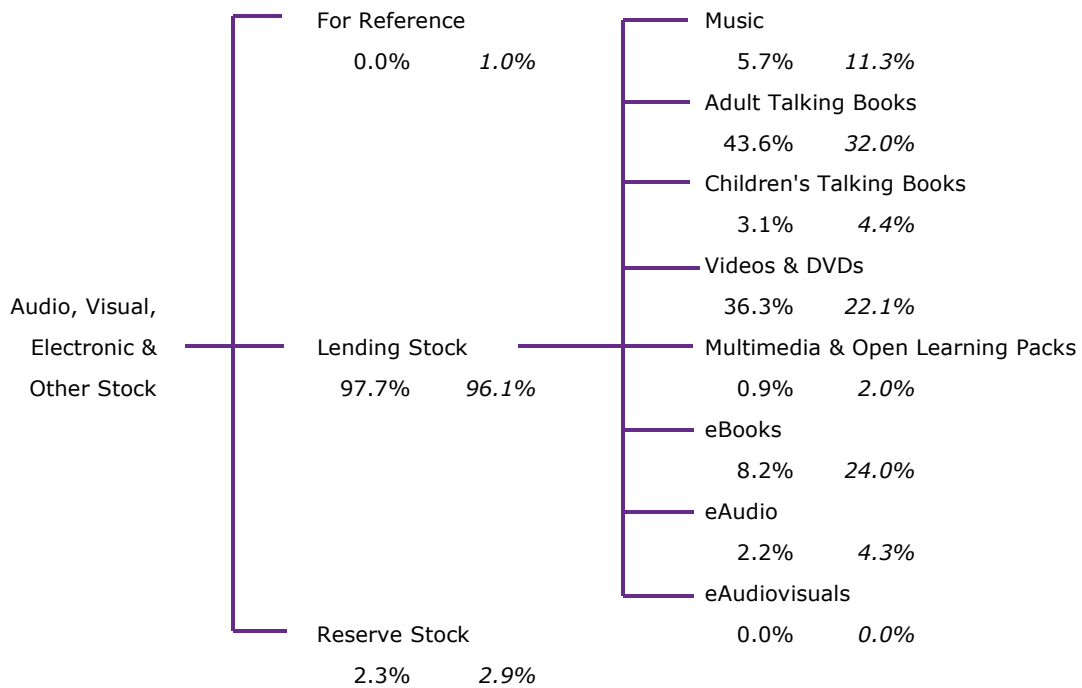 Audio, Visual,
Electronic &
Other Stock
For Reference
0.0% 1.0%
Lending Stock
97.7% 96.1%
Reserve Stock
2.3% 2.9%
Music
5.7% 11.3%
Adult Talking Books
43.6% 32.0%
Children's Talking Books
3.1% 4.4%
Videos & DVDs
36.3% 22.1%
Multimedia & Open Learning Packs
0.9% 2.0%
eBooks
8.2% 24.0%
eAudio
2.2% 4.3%
eAudiovisuals
0.0% 0.0%